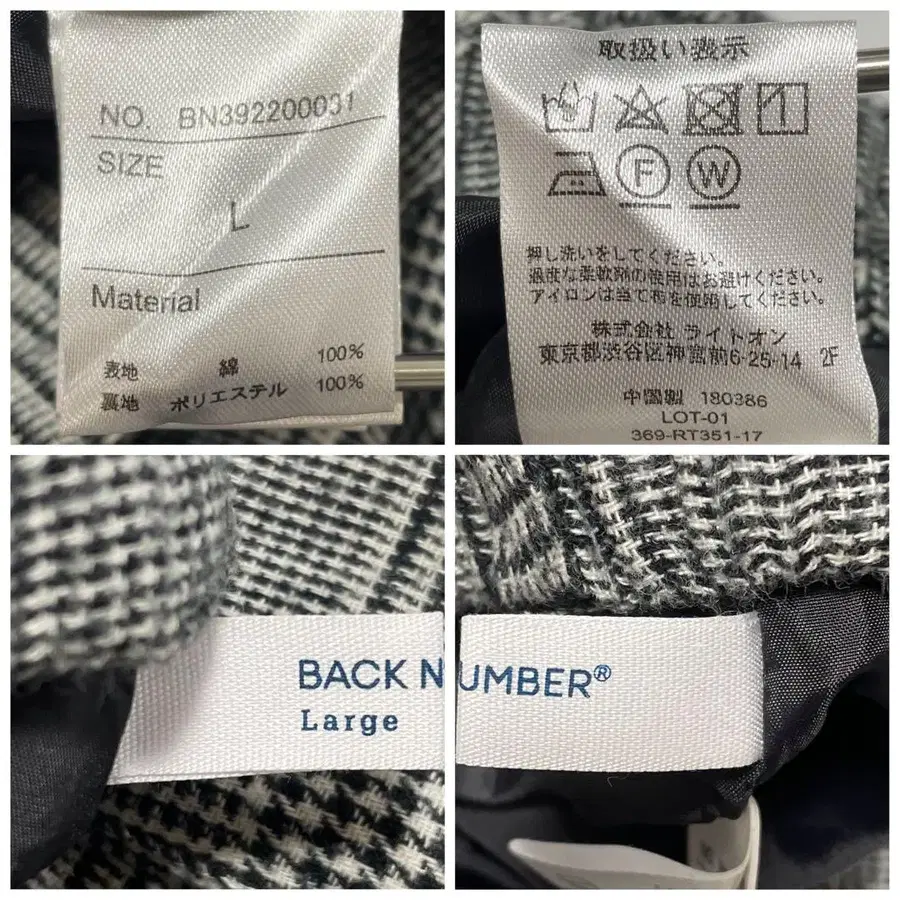 NO. BN392200031
SIZE
L
Material
表地 綿 100%
裏地 ポリエステル 100%
取扱い表示
1
F W
押し洗いをしてください。
過度な柔軟剤の使用はお避けください。
アイロンは当て布を使用してください。
株式会社 ライトオン
東京都渋谷区神宮前6-25-14 2F
中国製 180386
LOT-01
369-RT351-17
BACK NUMBER®
Large